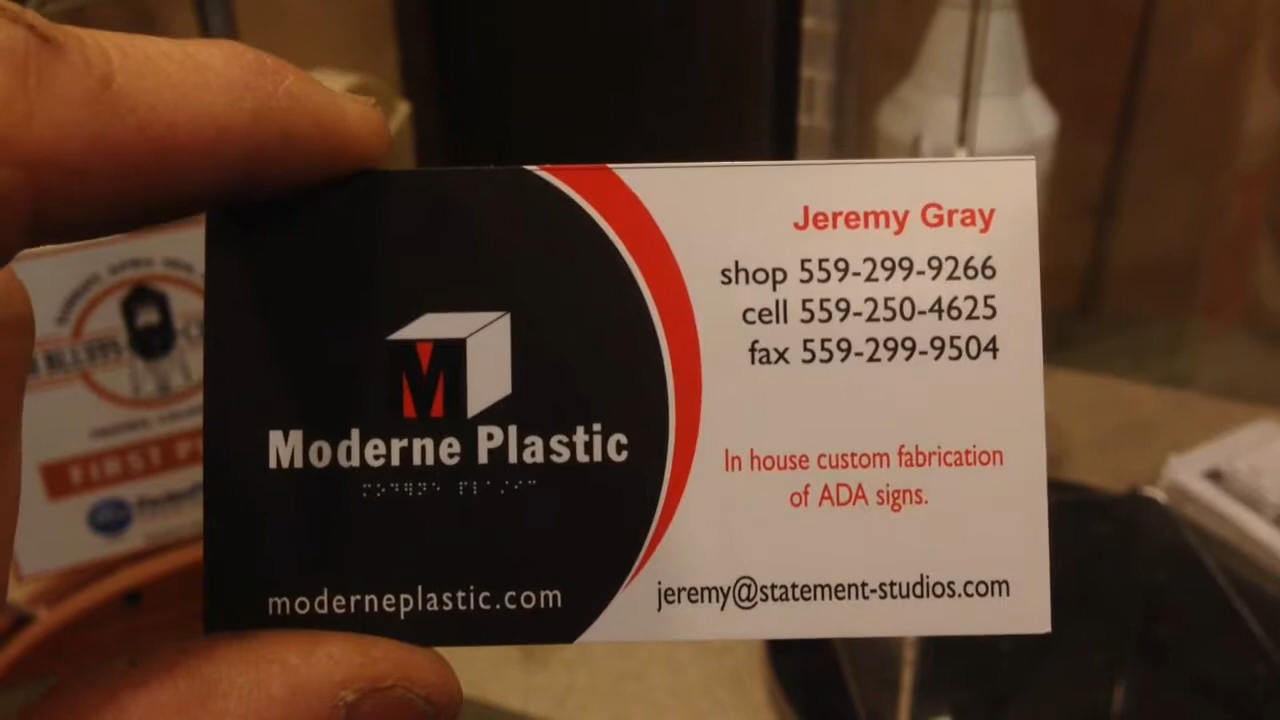 M
Moderne Plastic
moderneplastic.com
Jeremy Gray
shop 559-299-9266
cell 559-250-4625
fax 559-299-9504
In house custom fabrication
of ADA signs.
jeremy@statement-studios.com
FIRST